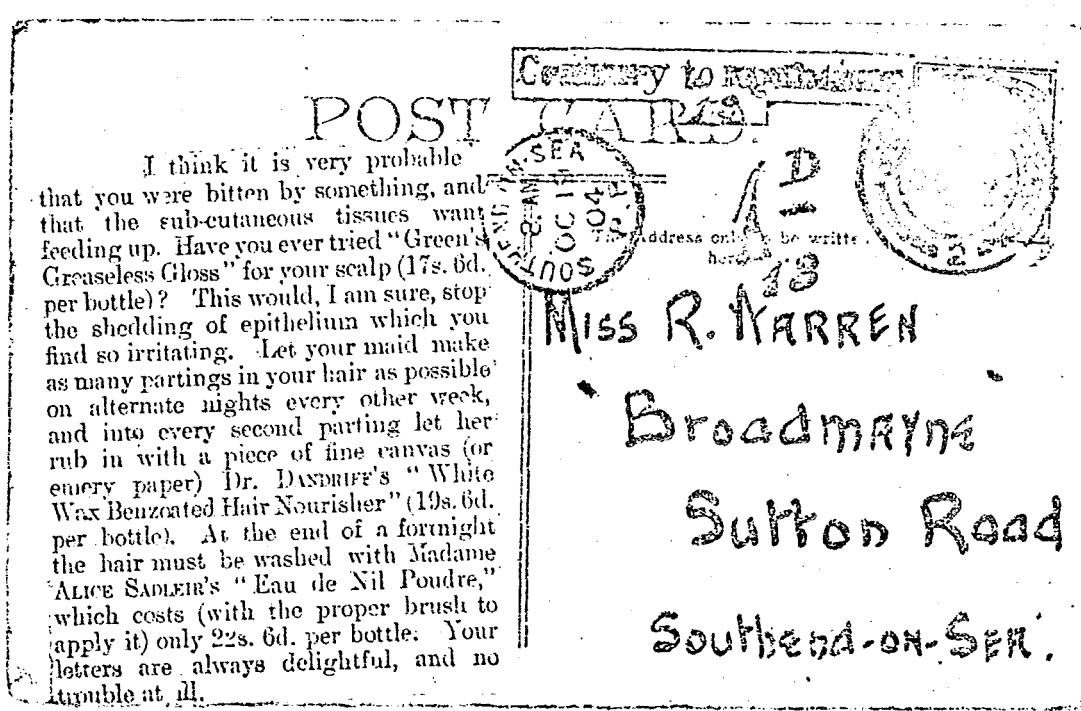 Contrary to regulations
POST CARD.
I think it is very probable
that you were bitten by something, and
that the sub-cutaneous tissues want
feeding up. Have you ever tried "Green's
Greaseless Gloss" for your scalp (17s. 6d.
per bottle)? This would, I am sure, stop
the shedding of epithelium which you
find so irritating. Let your maid make
as many partings in your hair as possible
on alternate nights every other week,
and into every second parting let her
rub in with a piece of fine canvas (or
emery paper) Dr. DANDRIFF's "White
Wax Benzoated Hair Nourisher" (19s. 6d.
per bottle). At the end of a fortnight
the hair must be washed with Madame
ALICE SADLEIR's "Eau de Nil Poudre,"
which costs (with the proper brush to
apply it) only 22s. 6d. per bottle. Your
letters are always delightful, and no
trouble at all.
SOUTHEND-ON-SEA
8. AM
OC 1
04
1 D
13
The Address only to be written
here.
MISS R. WARREN
"Broadmayne"
Sutton Road
Southend-on-Sea.